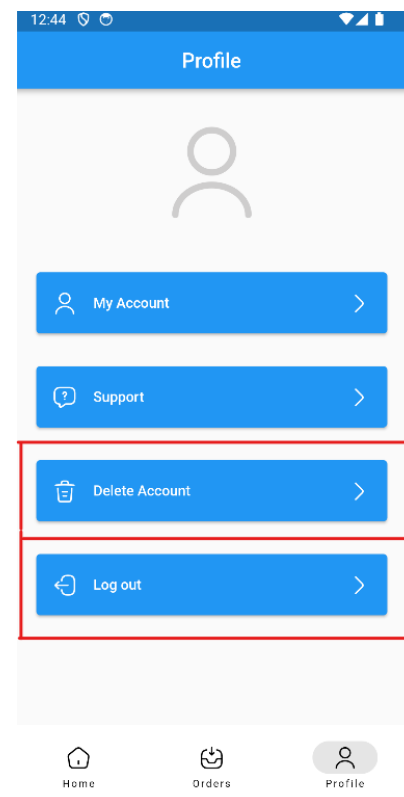 12:44
Profile
My Account
Support
Delete Account
Log out
Home Orders Profile